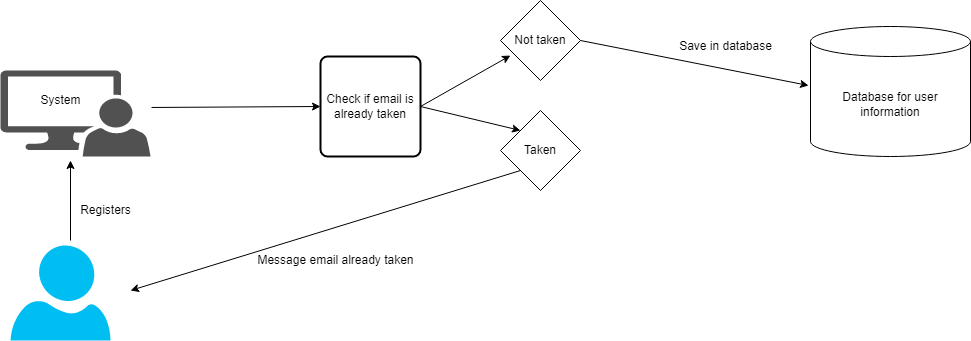 Not taken
Save in database
System
Check if email is
already taken
Database for user
information
Taken
Registers
Message email already taken